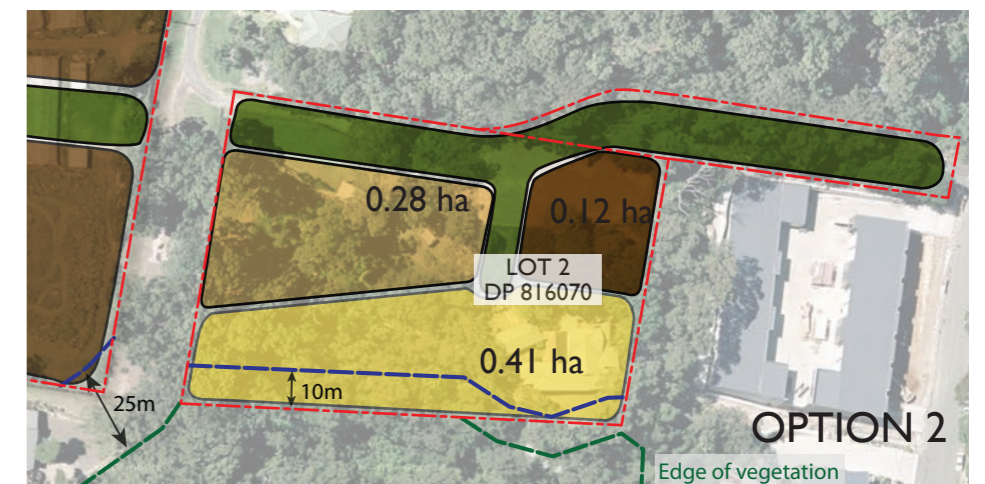 0.28 ha
0.12 ha
LOT 2
DP 816070
0.41 ha
10m
25m
OPTION 2
Edge of vegetation